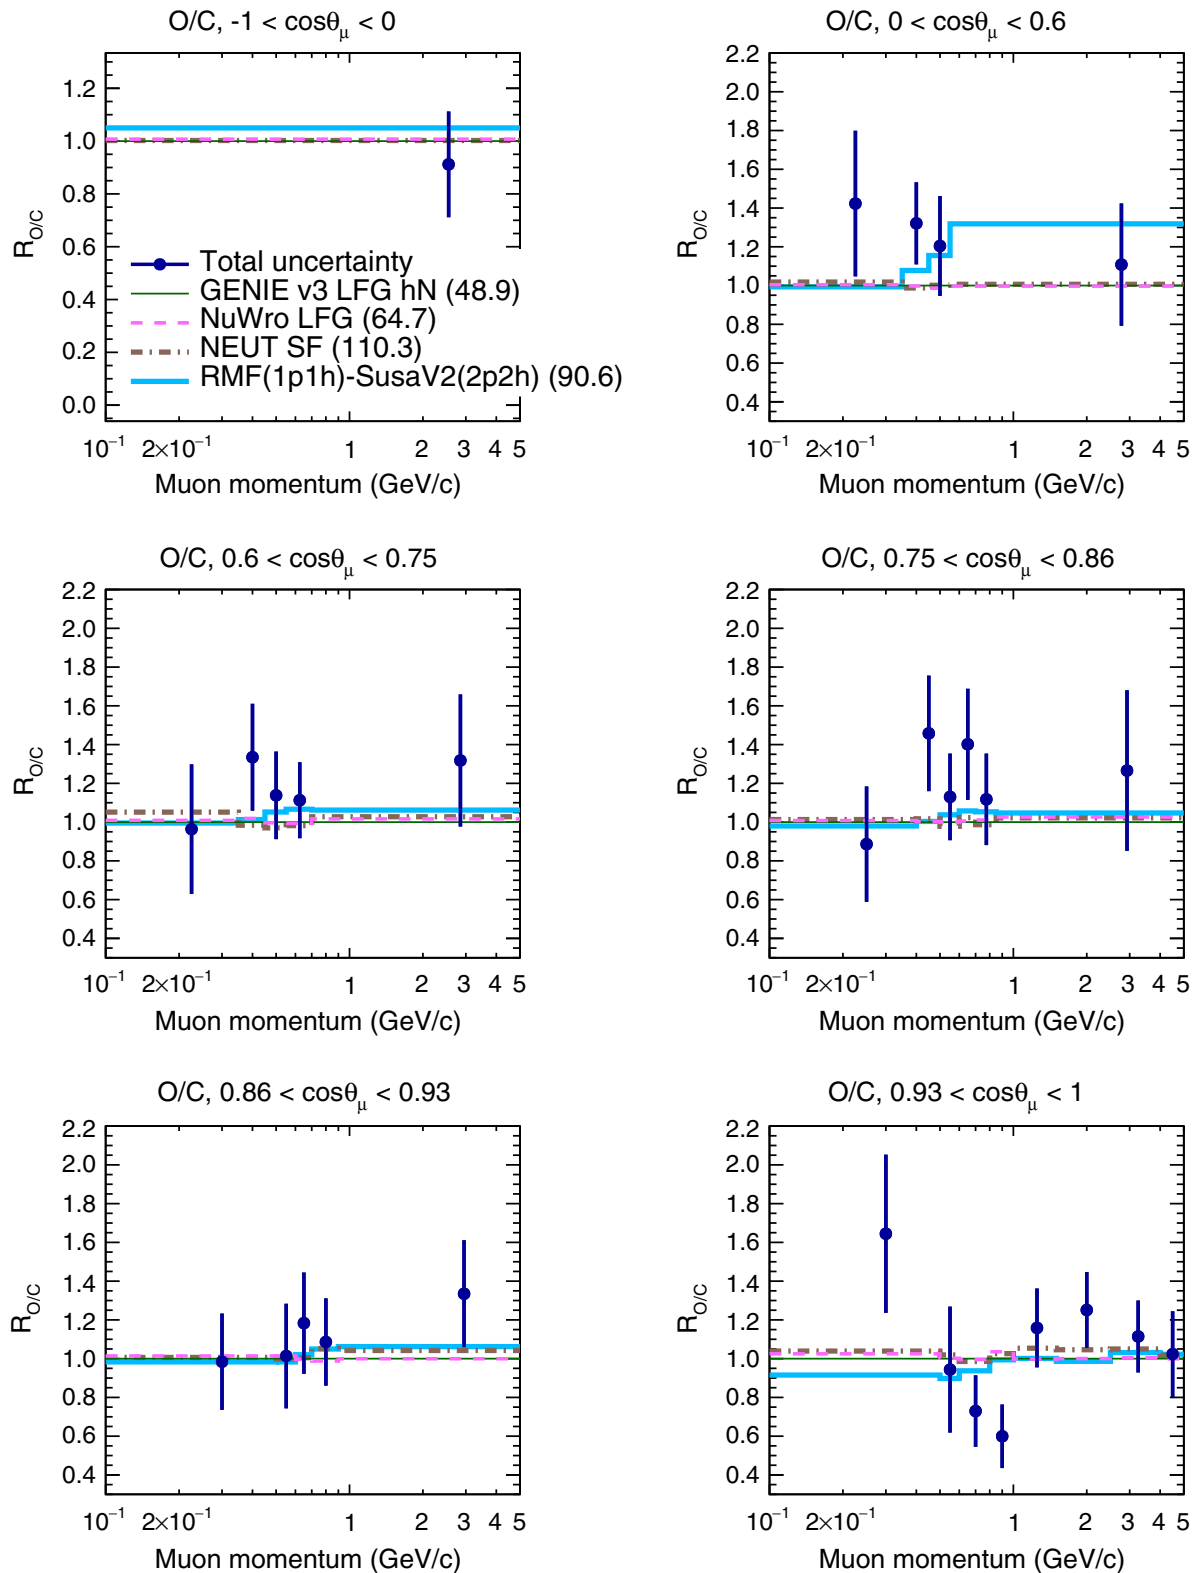 O/C, -1 < cosθμ < 0
R O/C
1.2
1.0
0.8
0.6
0.4
0.2
0.0
Total uncertainty
GENIE v3 LFG hN (48.9)
NuWro LFG (64.7)
NEUT SF (110.3)
RMF(1p1h)-SusaV2(2p2h) (90.6)
10⁻¹ 2×10⁻¹ 1 2 3 4 5
Muon momentum (GeV/c)
O/C, 0 < cosθμ < 0.6
R O/C
2.2
2.0
1.8
1.6
1.4
1.2
1.0
0.8
0.6
0.4
10⁻¹ 2×10⁻¹ 1 2 3 4 5
Muon momentum (GeV/c)
O/C, 0.6 < cosθμ < 0.75
R O/C
2.2
2.0
1.8
1.6
1.4
1.2
1.0
0.8
0.6
0.4
10⁻¹ 2×10⁻¹ 1 2 3 4 5
Muon momentum (GeV/c)
O/C, 0.75 < cosθμ < 0.86
R O/C
2.2
2.0
1.8
1.6
1.4
1.2
1.0
0.8
0.6
0.4
10⁻¹ 2×10⁻¹ 1 2 3 4 5
Muon momentum (GeV/c)
O/C, 0.86 < cosθμ < 0.93
R O/C
2.2
2.0
1.8
1.6
1.4
1.2
1.0
0.8
0.6
0.4
10⁻¹ 2×10⁻¹ 1 2 3 4 5
Muon momentum (GeV/c)
O/C, 0.93 < cosθμ < 1
R O/C
2.2
2.0
1.8
1.6
1.4
1.2
1.0
0.8
0.6
0.4
10⁻¹ 2×10⁻¹ 1 2 3 4 5
Muon momentum (GeV/c)